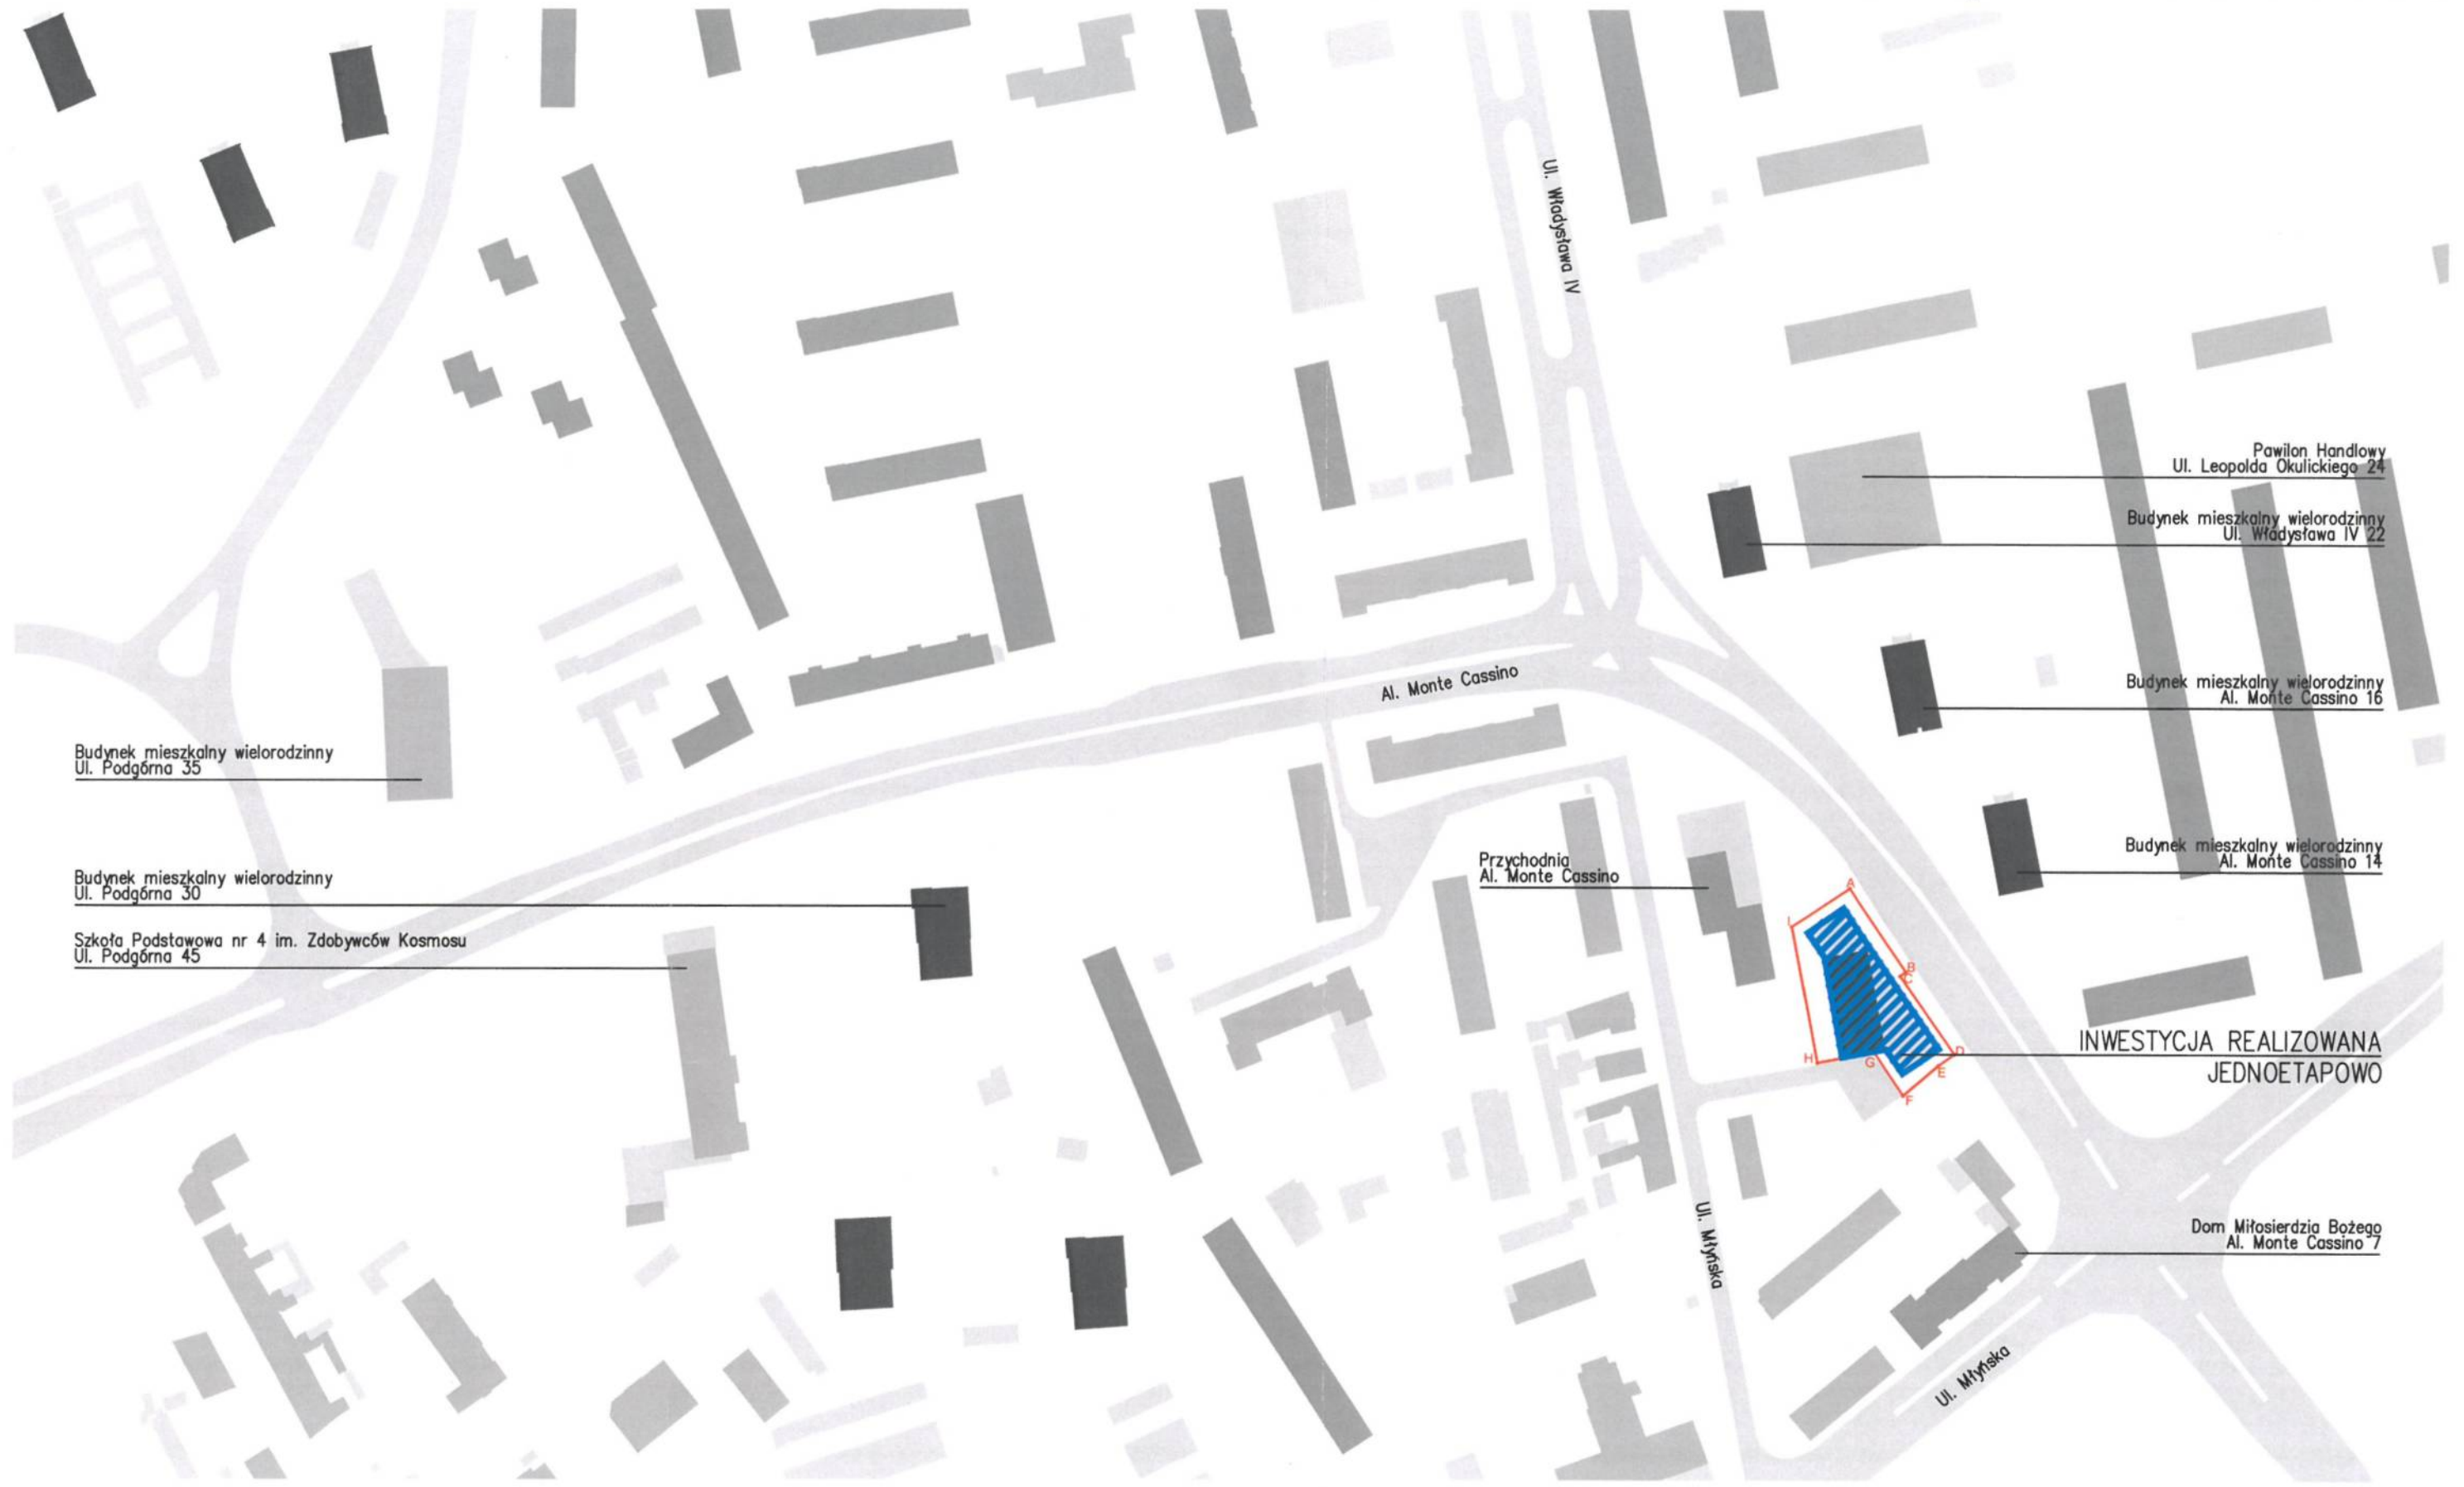 Ul. Władysława IV
Pawilon Handlowy
Ul. Leopolda Okulickiego 24
Budynek mieszkalny wielorodzinny
Ul. Władysława IV 22
Al. Monte Cassino
Budynek mieszkalny wielorodzinny
Al. Monte Cassino 16
Budynek mieszkalny wielorodzinny
Ul. Podgórna 35
Budynek mieszkalny wielorodzinny
Al. Monte Cassino 14
Przychodnia
Al. Monte Cassino
Budynek mieszkalny wielorodzinny
Ul. Podgórna 30
Szkoła Podstawowa nr 4 im. Zdobywców Kosmosu
Ul. Podgórna 45
A
I
B
C
D
E
F
G
H
INWESTYCJA REALIZOWANA
JEDNOETAPOWO
Ul. Młyńska
Dom Miłosierdzia Bożego
Al. Monte Cassino 7
Ul. Młyńska